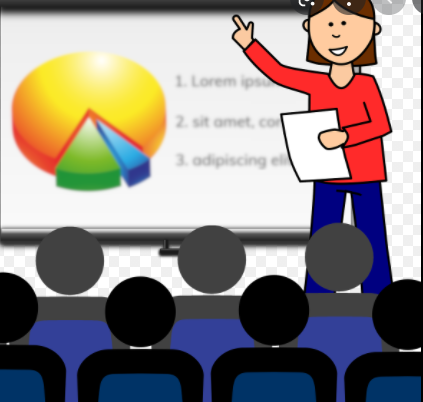 1. Lorem ipsu
2. sit amet, con
3. adipiscing eli